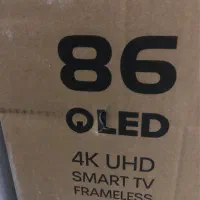 86
QLED
4K UHD
SMART TV
FRAMELESS